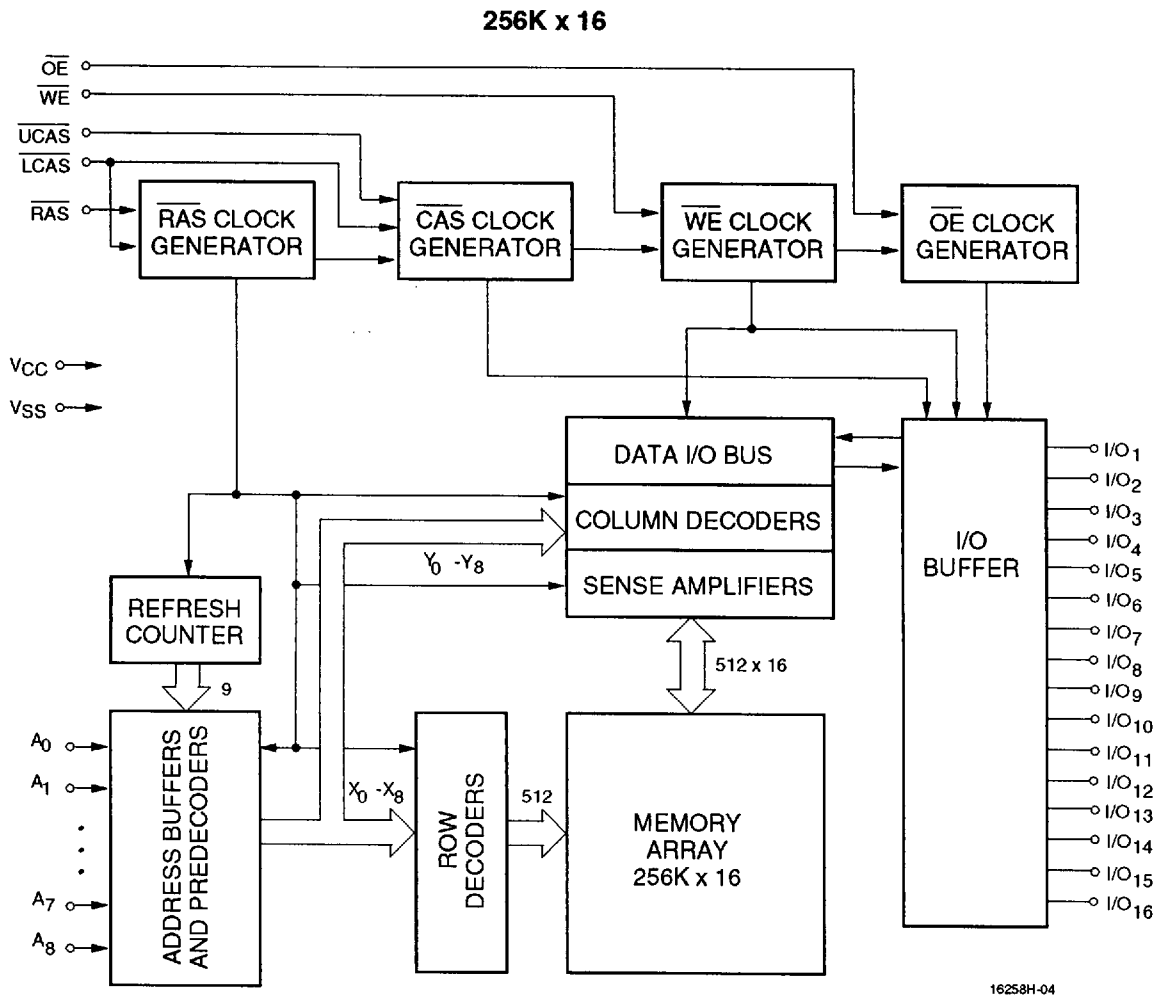 256K x 16
OE
WE
UCAS
LCAS
RAS
RAS CLOCK
GENERATOR
CAS CLOCK
GENERATOR
WE CLOCK
GENERATOR
OE CLOCK
GENERATOR
VCC
VSS
DATA I/O BUS
COLUMN DECODERS
SENSE AMPLIFIERS
Y0 -Y8
REFRESH
COUNTER
9
512 x 16
I/O
BUFFER
I/O1
I/O2
I/O3
I/O4
I/O5
I/O6
I/O7
I/O8
I/O9
I/O10
I/O11
I/O12
I/O13
I/O14
I/O15
I/O16
A0
A1
A7
A8
ADDRESS BUFFERS
AND PREDECODERS
X0 -X8
ROW
DECODERS
512
MEMORY
ARRAY
256K x 16
16258H-04